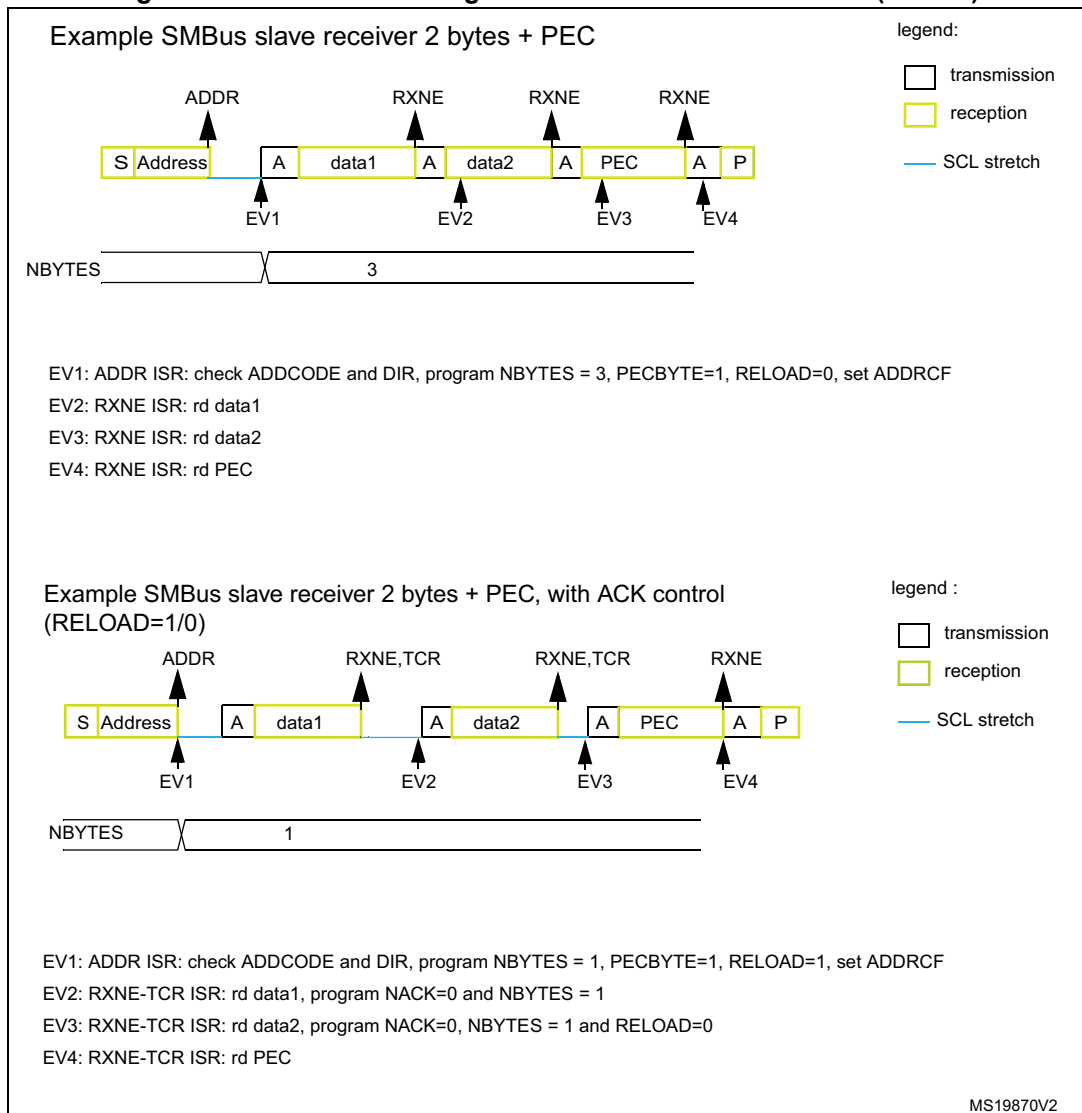 Example SMBus slave receiver 2 bytes + PEC
legend:
transmission
reception
SCL stretch
ADDR RXNE RXNE RXNE
S Address A data1 A data2 A PEC A P
EV1 EV2 EV3 EV4
NBYTES 3
EV1: ADDR ISR: check ADDCODE and DIR, program NBYTES = 3, PECBYTE=1, RELOAD=0, set ADDRCF
EV2: RXNE ISR: rd data1
EV3: RXNE ISR: rd data2
EV4: RXNE ISR: rd PEC
Example SMBus slave receiver 2 bytes + PEC, with ACK control
(RELOAD=1/0)
legend :
transmission
reception
SCL stretch
ADDR RXNE,TCR RXNE,TCR RXNE
S Address A data1 A data2 A PEC A P
EV1 EV2 EV3 EV4
NBYTES 1
EV1: ADDR ISR: check ADDCODE and DIR, program NBYTES = 1, PECBYTE=1, RELOAD=1, set ADDRCF
EV2: RXNE-TCR ISR: rd data1, program NACK=0 and NBYTES = 1
EV3: RXNE-TCR ISR: rd data2, program NACK=0, NBYTES = 1 and RELOAD=0
EV4: RXNE-TCR ISR: rd PEC
MS19870V2